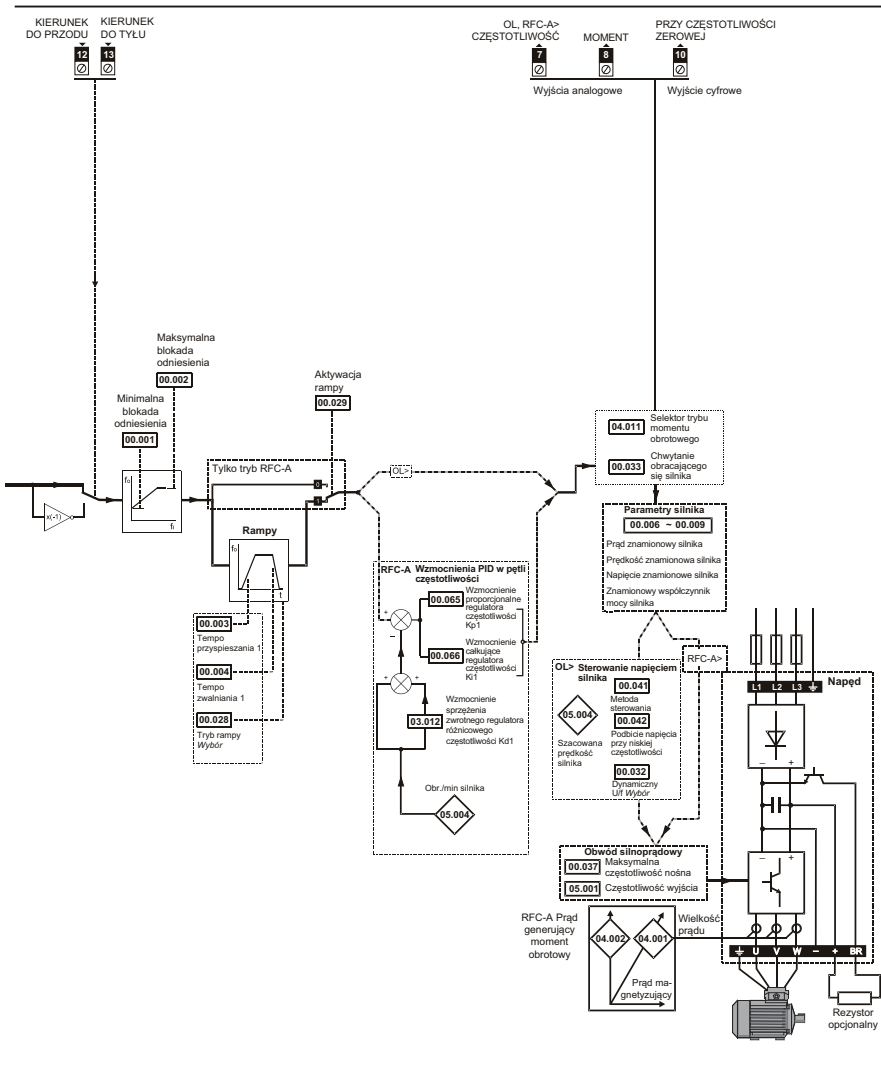 KIERUNEK
DO PRZODU
KIERUNEK
DO TYŁU
12
13
OL, RFC-A>
CZĘSTOTLIWOŚĆ
MOMENT
PRZY CZĘSTOTLIWOŚCI
ZEROWEJ
7
8
10
Wyjścia analogowe
Wyjście cyfrowe
Maksymalna
blokada
odniesienia
00.002
Minimalna
blokada
odniesienia
00.001
Aktywacja
rampy
00.029
Tylko tryb RFC-A
0
1
OL>
x(-1)
Rampy
t
00.003
Tempo
przyspieszania 1
00.004
Tempo
zwalniania 1
00.028
Tryb rampy
Wybór
RFC-A Wzmocnienia PID w pętli
częstotliwości
00.065
Wzmocnienie
proporcjonalne
regulatora
częstotliwości
Kp1
00.066
Wzmocnienie
całkujące
regulatora
częstotliwości
Ki1
03.012
Wzmocnienie
sprzężenia
zwrotnego regulatora
różnicowego
częstotliwości Kd1
Obr./min silnika
05.004
04.011
Selektor trybu
momentu
obrotowego
00.033
Chwytanie
obracającego
się silnika
Parametry silnika
00.006 ~ 00.009
Prąd znamionowy silnika
Prędkość znamionowa silnika
Napięcie znamionowe silnika
Znamionowy współczynnik
mocy silnika
RFC-A>
OL> Sterowanie napięciem
silnika
00.041
Metoda
sterowania
05.004
Szacowana
prędkość
silnika
00.042
Podbicie napięcia
przy niskiej
częstotliwości
00.032
Dynamiczny
U/f Wybór
Obwód silnoprądowy
00.037
Maksymalna
częstotliwość nośna
05.001
Częstotliwość wyjścia
RFC-A Prąd
generujący
moment
obrotowy
04.002
04.001
Wielkość
prądu
Prąd ma-
gnetyzujący
Napęd
L1 L2 L3
– +
– +
U V W – + BR
Rezystor
opcjonalny